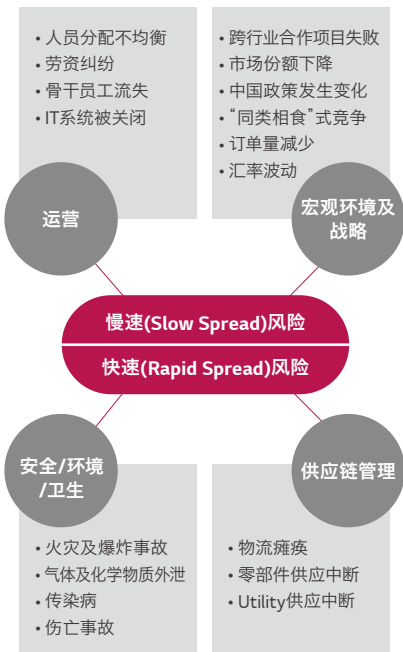 • 人员分配不均衡
• 劳资纠纷
• 骨干员工流失
• IT系统被关闭
• 跨行业合作项目失败
• 市场份额下降
• 中国政策发生变化
• “同类相食”式竞争
• 订单量减少
• 汇率波动
运营
宏观环境及
战略
慢速(Slow Spread)风险
快速(Rapid Spread)风险
安全/环境
/卫生
供应链管理
• 火灾及爆炸事故
• 气体及化学物质外泄
• 传染病
• 伤亡事故
• 物流瘫痪
• 零部件供应中断
• Utility供应中断